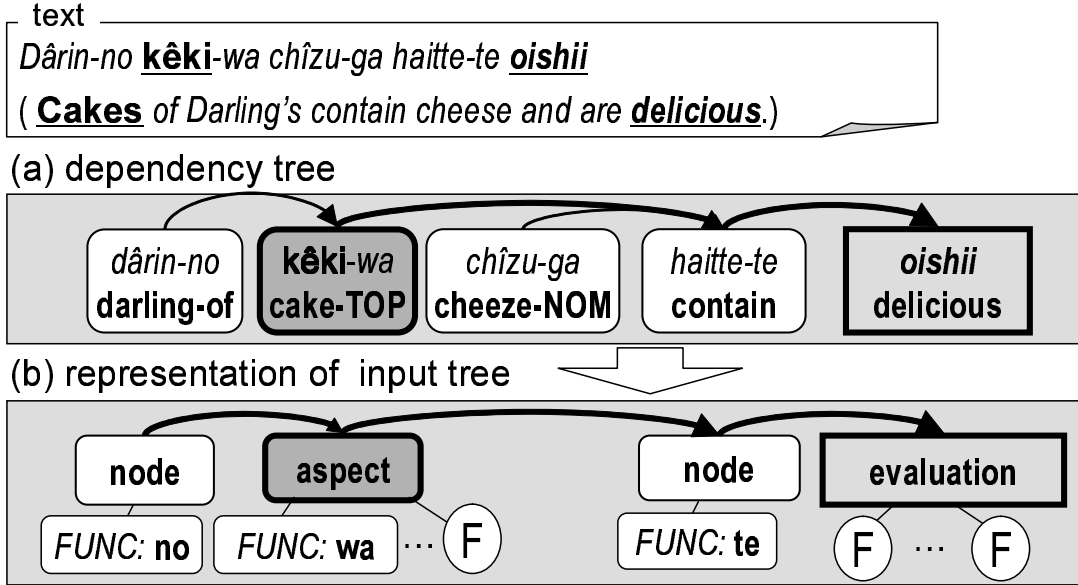 text
Dârin-no kêki-wa chîzu-ga haitte-te oishii
( Cakes of Darling's contain cheese and are delicious.)
(a) dependency tree
dârin-no kêki-wa chîzu-ga haitte-te oishii
darling-of cake-TOP cheeze-NOM contain delicious
(b) representation of input tree
node aspect node evaluation
FUNC: no FUNC: wa ... F FUNC: te F ... F